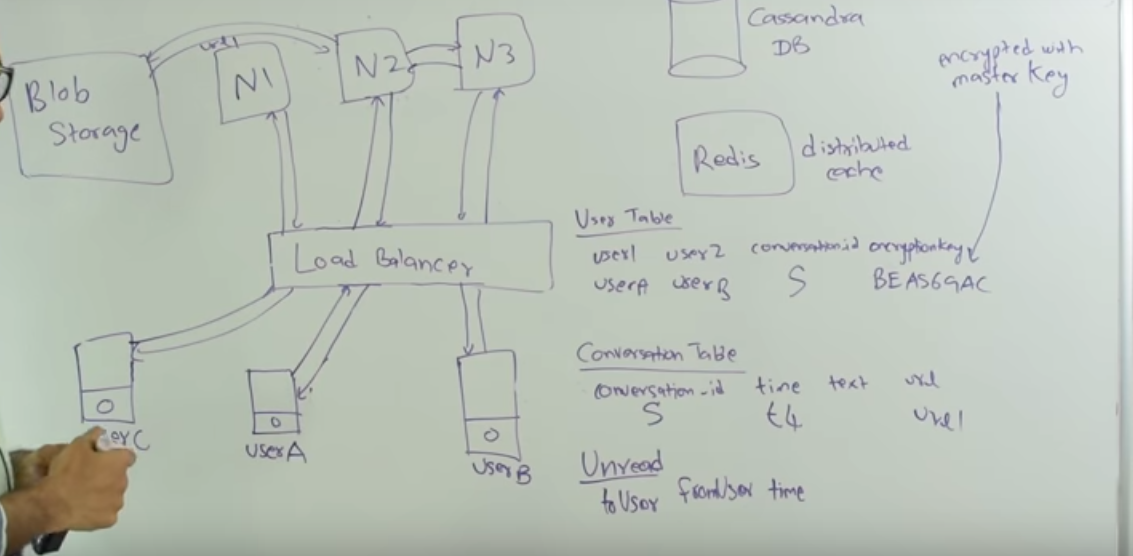 Blob
Storage
url1
N1
N2
N3
Cassandra
DB
encrypted with
master Key
Redis
distributed
cache
Load Balancer
User Table
user1 user2 conversationid encryptionkey
userA userB S BEA569AC
Conversation Table
conversation-id time text url
S t4 url1
Unread
toUser fromUser time
erC
userA
userB